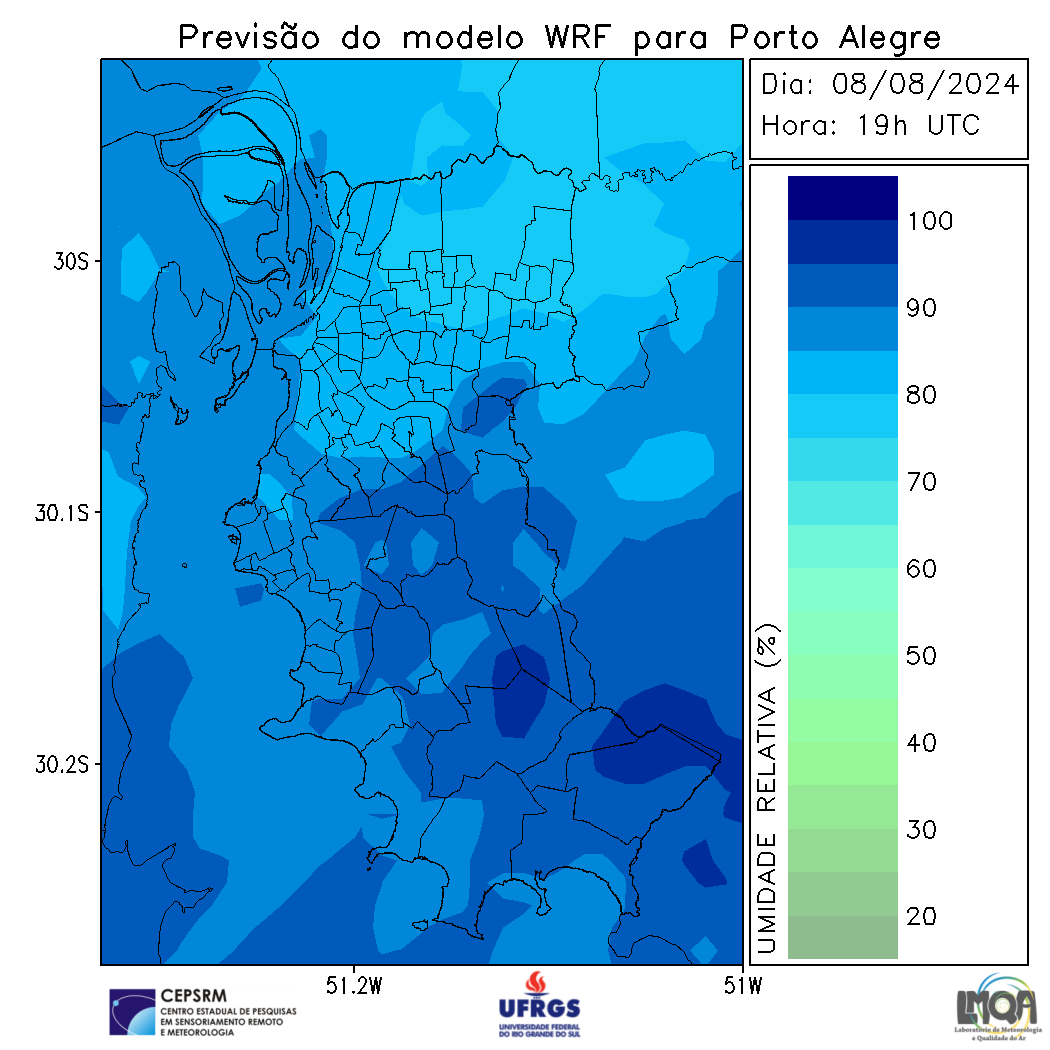 Previsão do modelo WRF para Porto Alegre
Dia: 08/08/2024
Hora: 19h UTC
30S
30.1S
30.2S
51.2W
51W
UMIDADE RELATIVA (%)
100
90
80
70
60
50
40
30
20
CEPSRM
CENTRO ESTADUAL DE PESQUISAS
EM SENSORIAMENTO REMOTO
E METEOROLOGIA
UFRGS
UNIVERSIDADE FEDERAL
DO RIO GRANDE DO SUL
LMQA
Laboratório de Meteorologia
e Qualidade do Ar